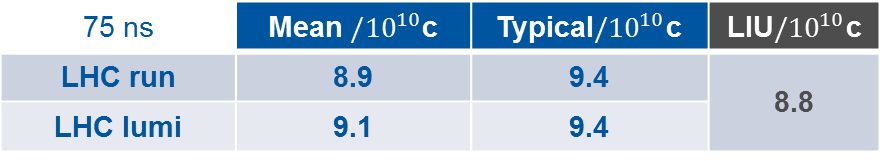 75 ns Mean /10¹⁰c Typical/10¹⁰c LIU/10¹⁰c
LHC run 8.9 9.4 8.8
LHC lumi 9.1 9.4